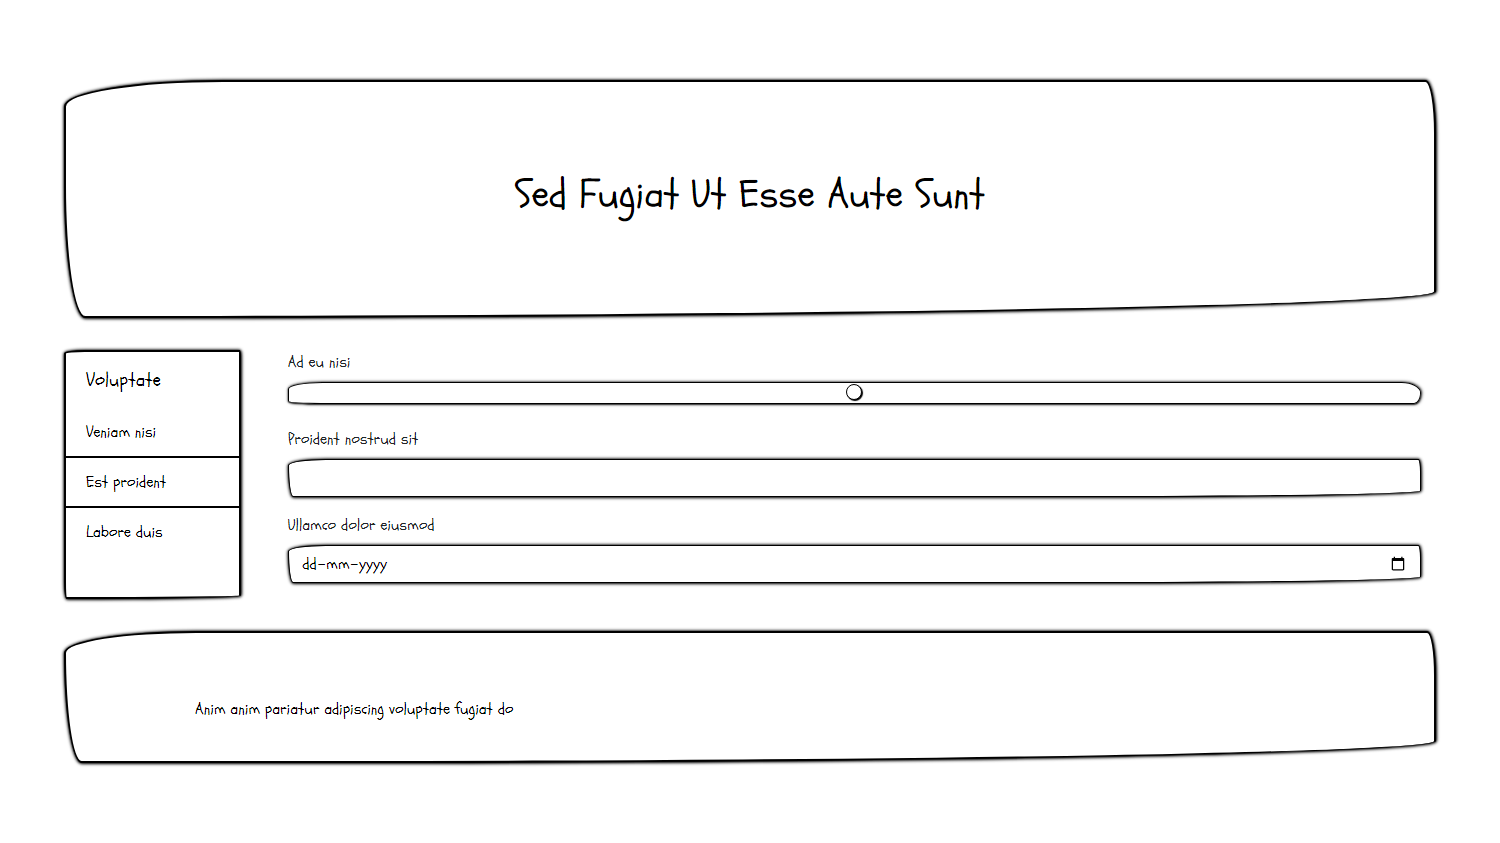 Sed Fugiat Ut Esse Aute Sunt
Voluptate
Veniam nisi
Est proident
Labore duis
Ad eu nisi
Proident nostrud sit
Ullamco dolor eiusmod
dd-mm-yyyy
Anim anim pariatur adipiscing voluptate fugiat do